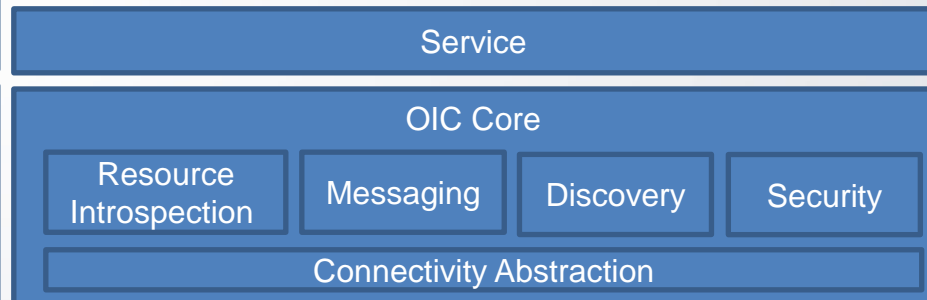 Service
OIC Core
Resource
Introspection
Messaging
Discovery
Security
Connectivity Abstraction